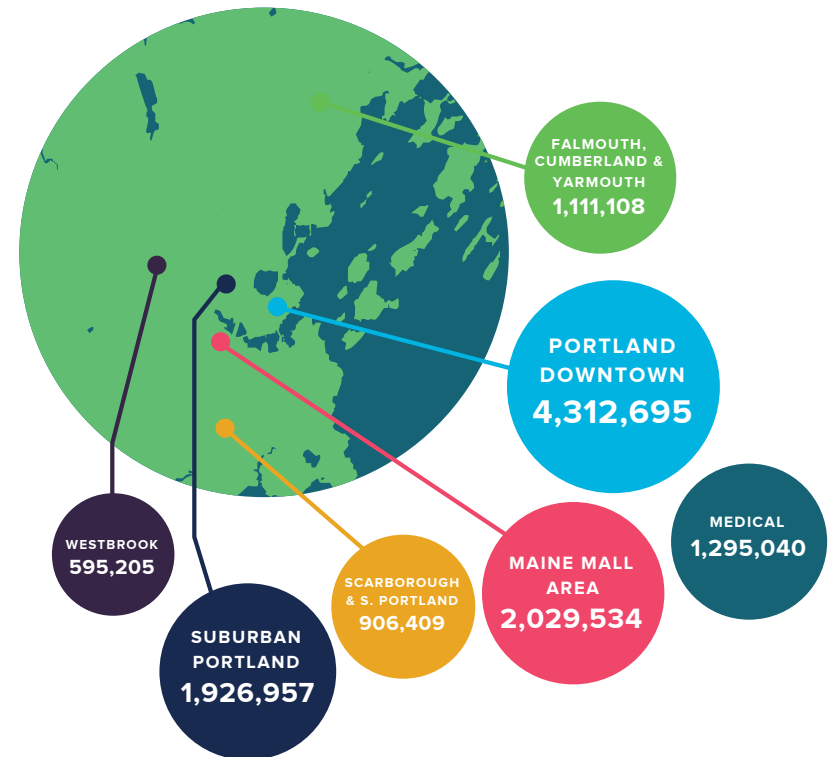 FALMOUTH,
CUMBERLAND &
YARMOUTH
1,111,108
PORTLAND
DOWNTOWN
4,312,695
MEDICAL
1,295,040
WESTBROOK
595,205
SCARBOROUGH
& S. PORTLAND
906,409
MAINE MALL
AREA
2,029,534
SUBURBAN
PORTLAND
1,926,957